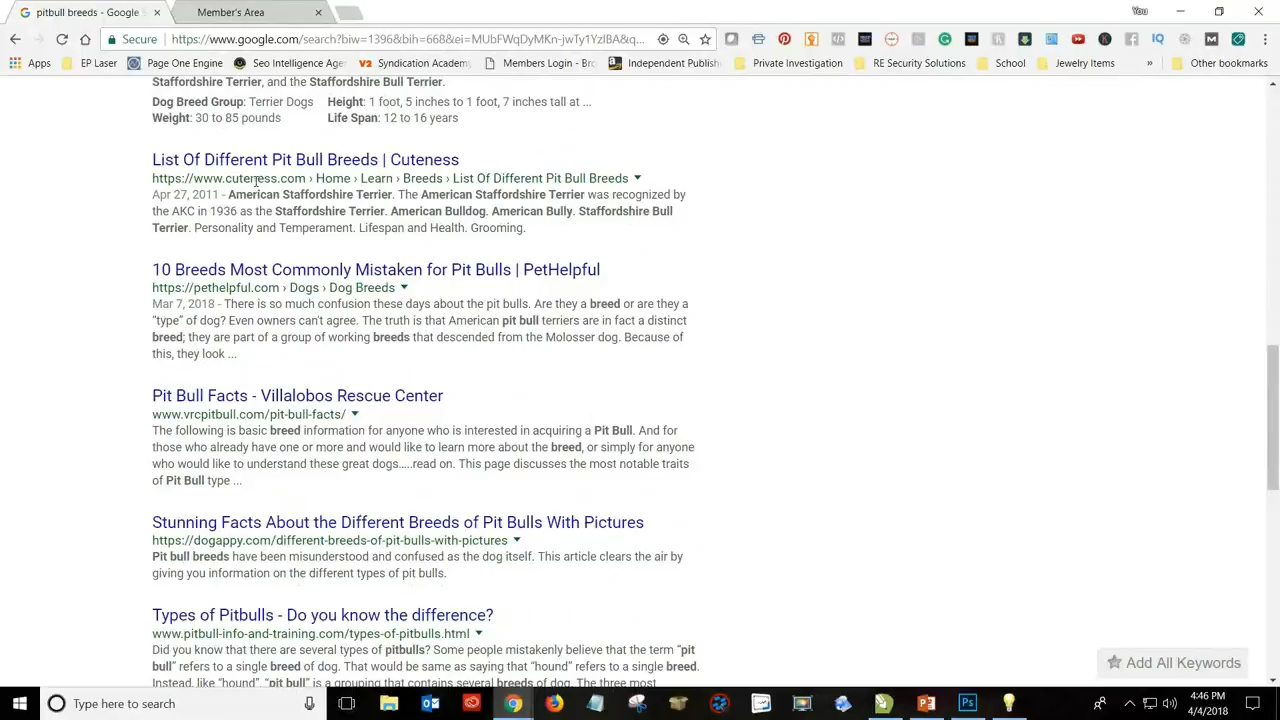 pitbull breeds - Google S
Member's Area
You
Secure
https://www.google.com/search?biw=1396&bih=668&ei=MUbFWqDyMKn-jwTy1YzIBA&q...
Apps
EP Laser
Page One Engine
Seo Intelligence Agen
Syndication Academy
Members Login - Bro
Independent Publish
Private Investigation
RE Security Solutions
School
Jewelry Items
»
Other bookmarks
Staffordshire Terrier, and the Staffordshire Bull Terrier.
Dog Breed Group: Terrier Dogs Height: 1 foot, 5 inches to 1 foot, 7 inches tall at ...
Weight: 30 to 85 pounds Life Span: 12 to 16 years
List Of Different Pit Bull Breeds | Cuteness
https://www.cuteness.com › Home › Learn › Breeds › List Of Different Pit Bull Breeds
Apr 27, 2011 - American Staffordshire Terrier. The American Staffordshire Terrier was recognized by
the AKC in 1936 as the Staffordshire Terrier. American Bulldog. American Bully. Staffordshire Bull
Terrier. Personality and Temperament. Lifespan and Health. Grooming.
10 Breeds Most Commonly Mistaken for Pit Bulls | PetHelpful
https://pethelpful.com › Dogs › Dog Breeds
Mar 7, 2018 - There is so much confusion these days about the pit bulls. Are they a breed or are they a
"type" of dog? Even owners can't agree. The truth is that American pit bull terriers are in fact a distinct
breed; they are part of a group of working breeds that descended from the Molosser dog. Because of
this, they look ...
Pit Bull Facts - Villalobos Rescue Center
www.vrcpitbull.com/pit-bull-facts/
The following is basic breed information for anyone who is interested in acquiring a Pit Bull. And for
those who already have one or more and would like to learn more about the breed, or simply for anyone
who would like to understand these great dogs…..read on. This page discusses the most notable traits
of Pit Bull type ...
Stunning Facts About the Different Breeds of Pit Bulls With Pictures
https://dogappy.com/different-breeds-of-pit-bulls-with-pictures
Pit bull breeds have been misunderstood and confused as the dog itself. This article clears the air by
giving you information on the different types of pit bulls.
Types of Pitbulls - Do you know the difference?
www.pitbull-info-and-training.com/types-of-pitbulls.html
Did you know that there are several types of pitbulls? Some people mistakenly believe that the term "pit
bull" refers to a single breed of dog. That would be same as saying that "hound" refers to a single breed.
Instead, like "hound", "pit bull" is a grouping that contains several breeds of dog. The three most
Add All Keywords
Type here to search
4:46 PM
4/4/2018